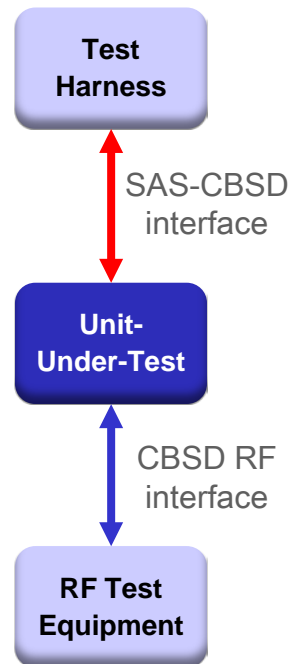 Test
Harness
SAS-CBSD
interface
Unit-
Under-Test
CBSD RF
interface
RF Test
Equipment